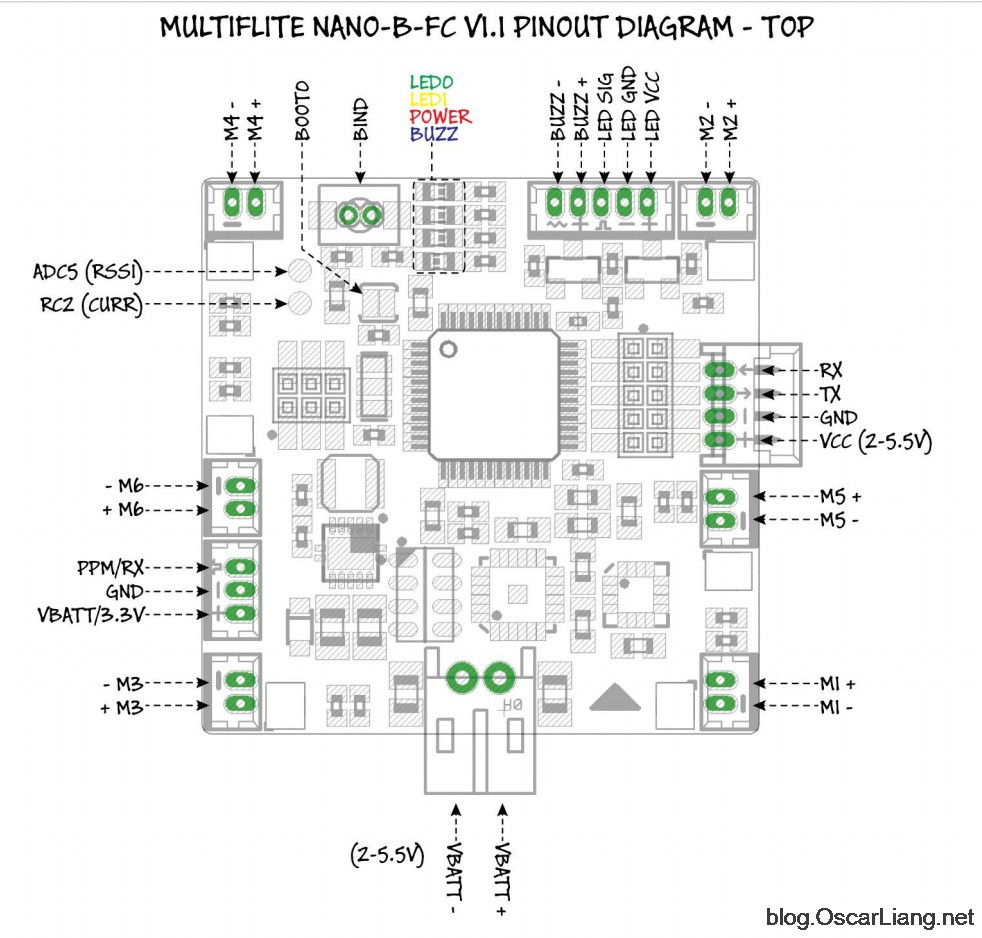 MULTIFLITE NANO-B-FC V1.1 PINOUT DIAGRAM - TOP
M4 -
M4 +
BOOT0
BIND
LED0
LED1
POWER
BUZZ
BUZZ -
BUZZ +
LED SIG
LED GND
LED VCC
M2 -
M2 +
ADC5 (RSSI)
RC2 (CURR)
RX
TX
GND
VCC (2-5.5V)
- M6
+ M6
M5 +
M5 -
PPM/RX
GND
VBATT/3.3V
- M3
+ M3
M1 +
M1 -
(2-5.5V)
VBATT -
VBATT +
blog.OscarLiang.net